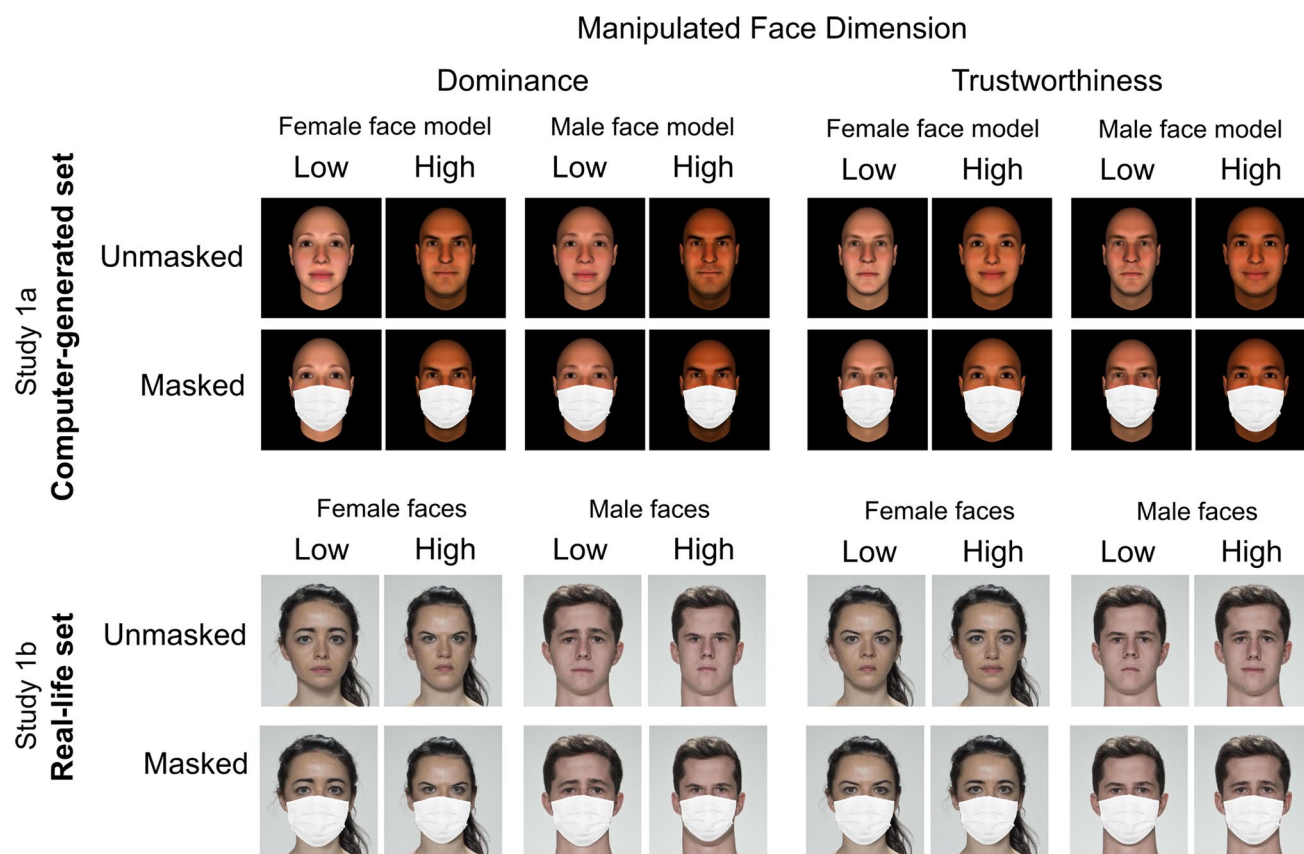 Manipulated Face Dimension
Dominance
Trustworthiness
Female face model
Male face model
Female face model
Male face model
Low
High
Low
High
Low
High
Low
High
Study 1a
Computer-generated set
Unmasked
Masked
Female faces
Male faces
Female faces
Male faces
Low
High
Low
High
Low
High
Low
High
Study 1b
Real-life set
Unmasked
Masked